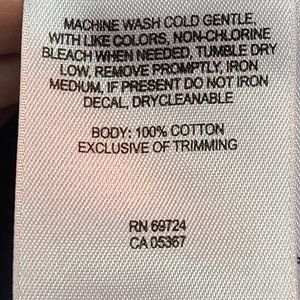 MACHINE WASH COLD GENTLE,
WITH LIKE COLORS, NON-CHLORINE
BLEACH WHEN NEEDED, TUMBLE DRY
LOW, REMOVE PROMPTLY, IRON
MEDIUM. IF PRESENT DO NOT IRON
DECAL, DRYCLEANABLE
BODY: 100% COTTON
EXCLUSIVE OF TRIMMING
RN 69724
CA 05367